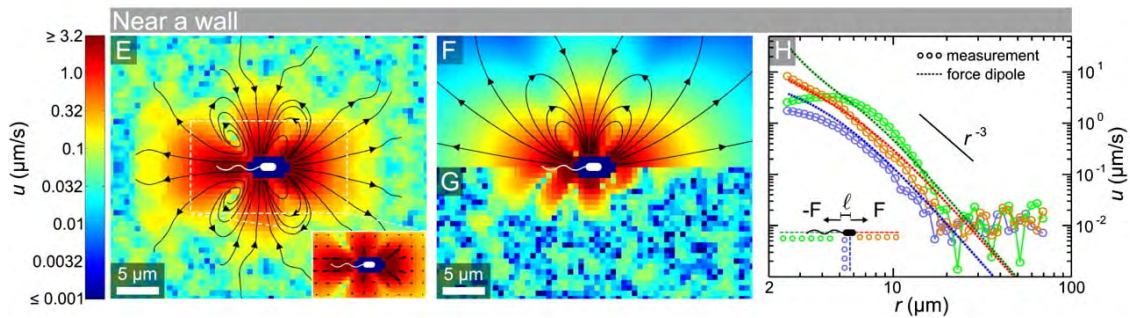 Near a wall
≥ 3.2
1.0
0.32
0.1
0.032
0.01
0.0032
≤ 0.001
u (µm/s)
E
5 µm
F
G
5 µm
H
measurement
force dipole
r⁻³
-F
ℓ
F
2
10
100
r (µm)
10¹
10⁰
10⁻¹
10⁻²
u (µm/s)